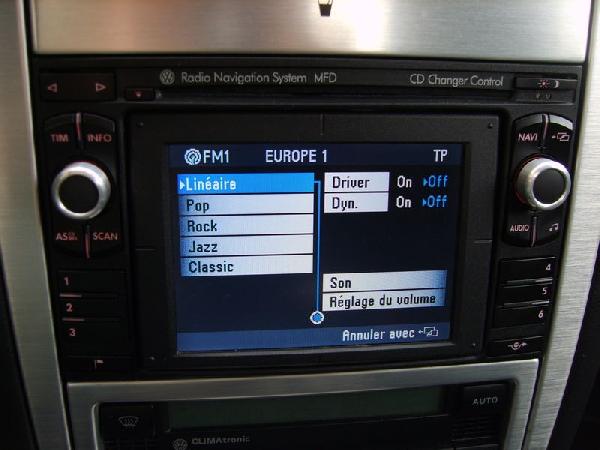 Radio Navigation System MFD CD Changer Control
TIM INFO
NAVI
FM1 EUROPE 1 TP
Linéaire
Driver On Off
Pop
Dyn. On Off
Rock
Jazz
Classic
Son
Réglage du volume
Annuler avec
AS SCAN
AUDIO
1
2
3
4
5
6
AUTO
CLIMAtronic